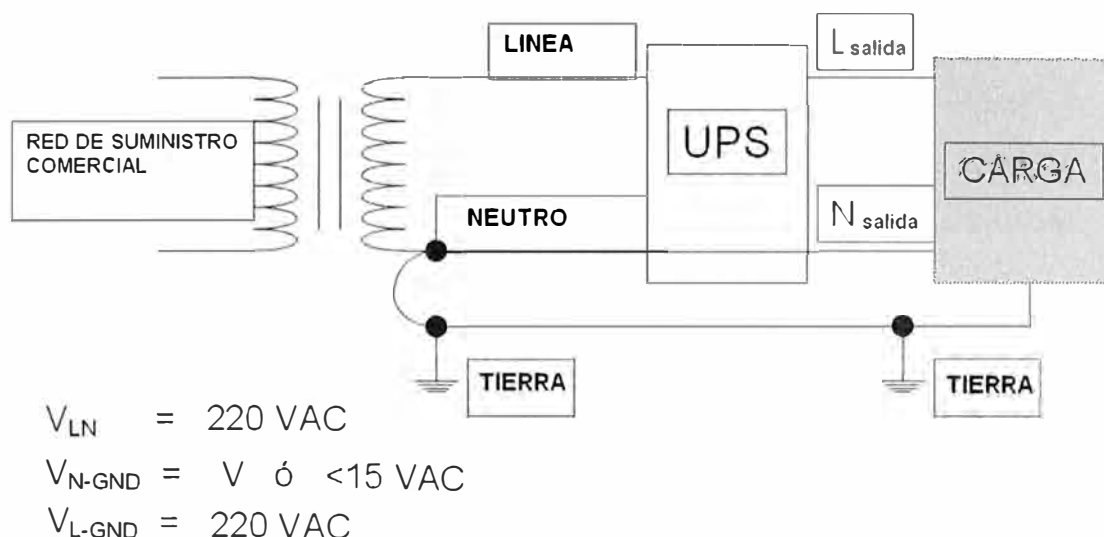 LINEA
L salida
RED DE SUMINISTRO
COMERCIAL
UPS
CARGA
NEUTRO
N salida
TIERRA
TIERRA
VLN = 220 VAC
VN-GND = V ó <15 VAC
VL-GND = 220 VAC